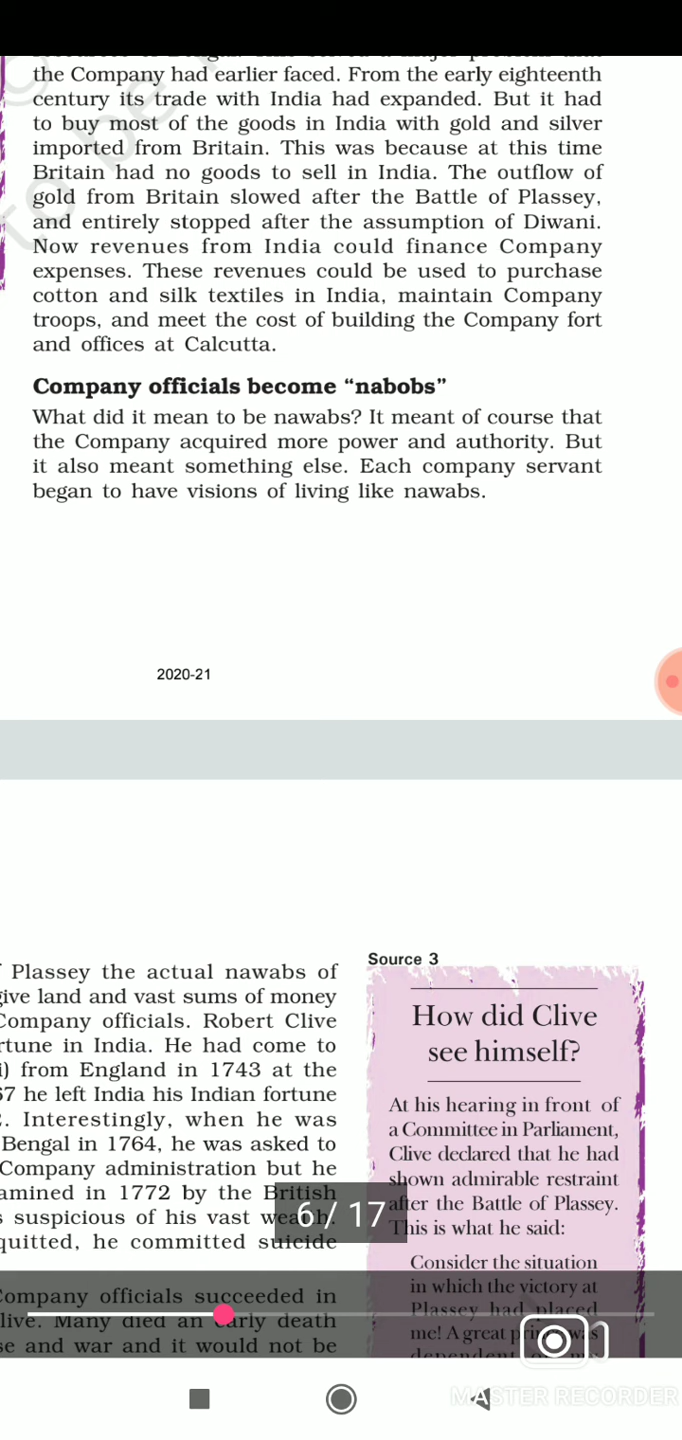 the Company had earlier faced. From the early eighteenth
century its trade with India had expanded. But it had
to buy most of the goods in India with gold and silver
imported from Britain. This was because at this time
Britain had no goods to sell in India. The outflow of
gold from Britain slowed after the Battle of Plassey,
and entirely stopped after the assumption of Diwani.
Now revenues from India could finance Company
expenses. These revenues could be used to purchase
cotton and silk textiles in India, maintain Company
troops, and meet the cost of building the Company fort
and offices at Calcutta.
Company officials become “nabobs”
What did it mean to be nawabs? It meant of course that
the Company acquired more power and authority. But
it also meant something else. Each company servant
began to have visions of living like nawabs.
2020-21
Plassey the actual nawabs of
give land and vast sums of money
Company officials. Robert Clive
rtune in India. He had come to
i) from England in 1743 at the
67 he left India his Indian fortune
. Interestingly, when he was
Bengal in 1764, he was asked to
Company administration but he
amined in 1772 by the British
s suspicious of his vast wealth.
quitted, he committed suicide
Company officials succeeded in
live. Many died an early death
se and war and it would not be
Source 3
How did Clive
see himself?
At his hearing in front of
a Committee in Parliament,
Clive declared that he had
shown admirable restraint
after the Battle of Plassey.
This is what he said:
Consider the situation
in which the victory at
Plassey had placed
me! A great prince was
dependent
6 / 17
MASTER RECORDER